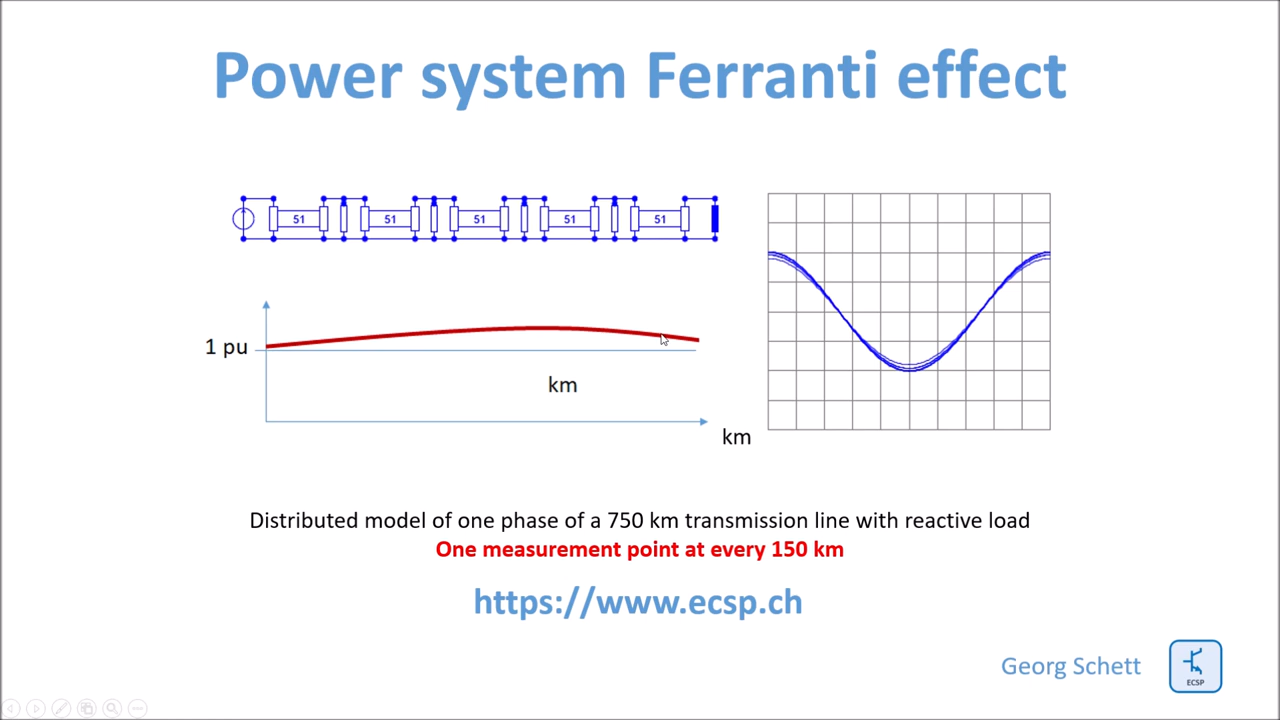 Power system Ferranti effect
51 51 51 51 51
1 pu
km
km
Distributed model of one phase of a 750 km transmission line with reactive load
One measurement point at every 150 km
https://www.ecsp.ch
Georg Schett
ECSP